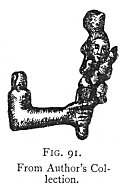 FIG. 91.
From Author's Col-
lection.